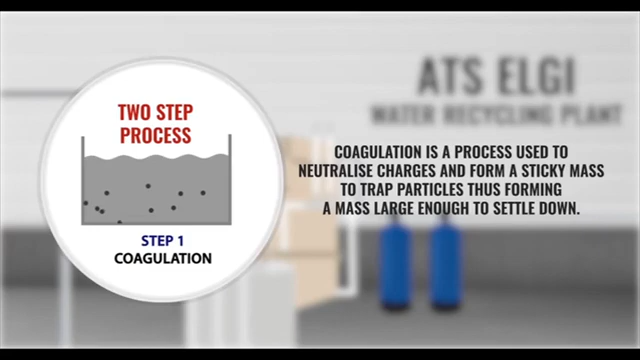 ATS ELGI
WATER RECYCLING PLANT
TWO STEP
PROCESS
STEP 1
COAGULATION
COAGULATION IS A PROCESS USED TO
NEUTRALISE CHARGES AND FORM A STICKY MASS
TO TRAP PARTICLES THUS FORMING
A MASS LARGE ENOUGH TO SETTLE DOWN.